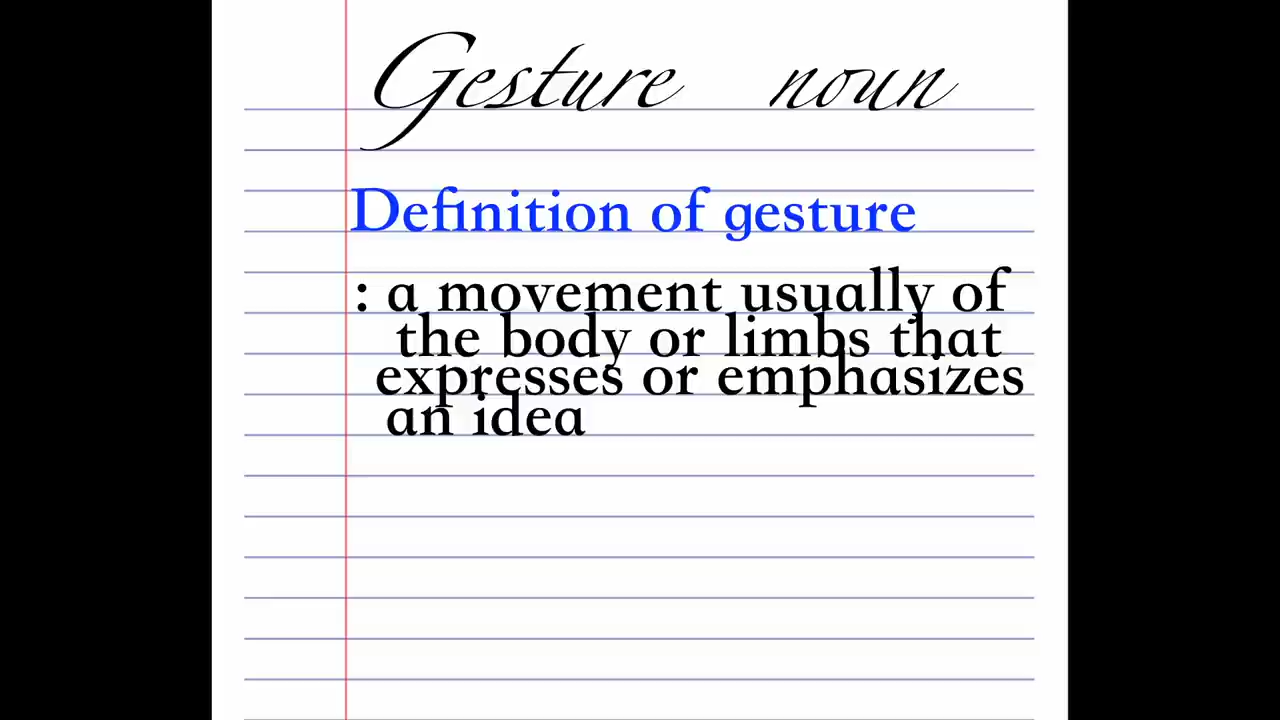 Gesture noun
Definition of gesture
: a movement usually of
the body or limbs that
expresses or emphasizes
an idea